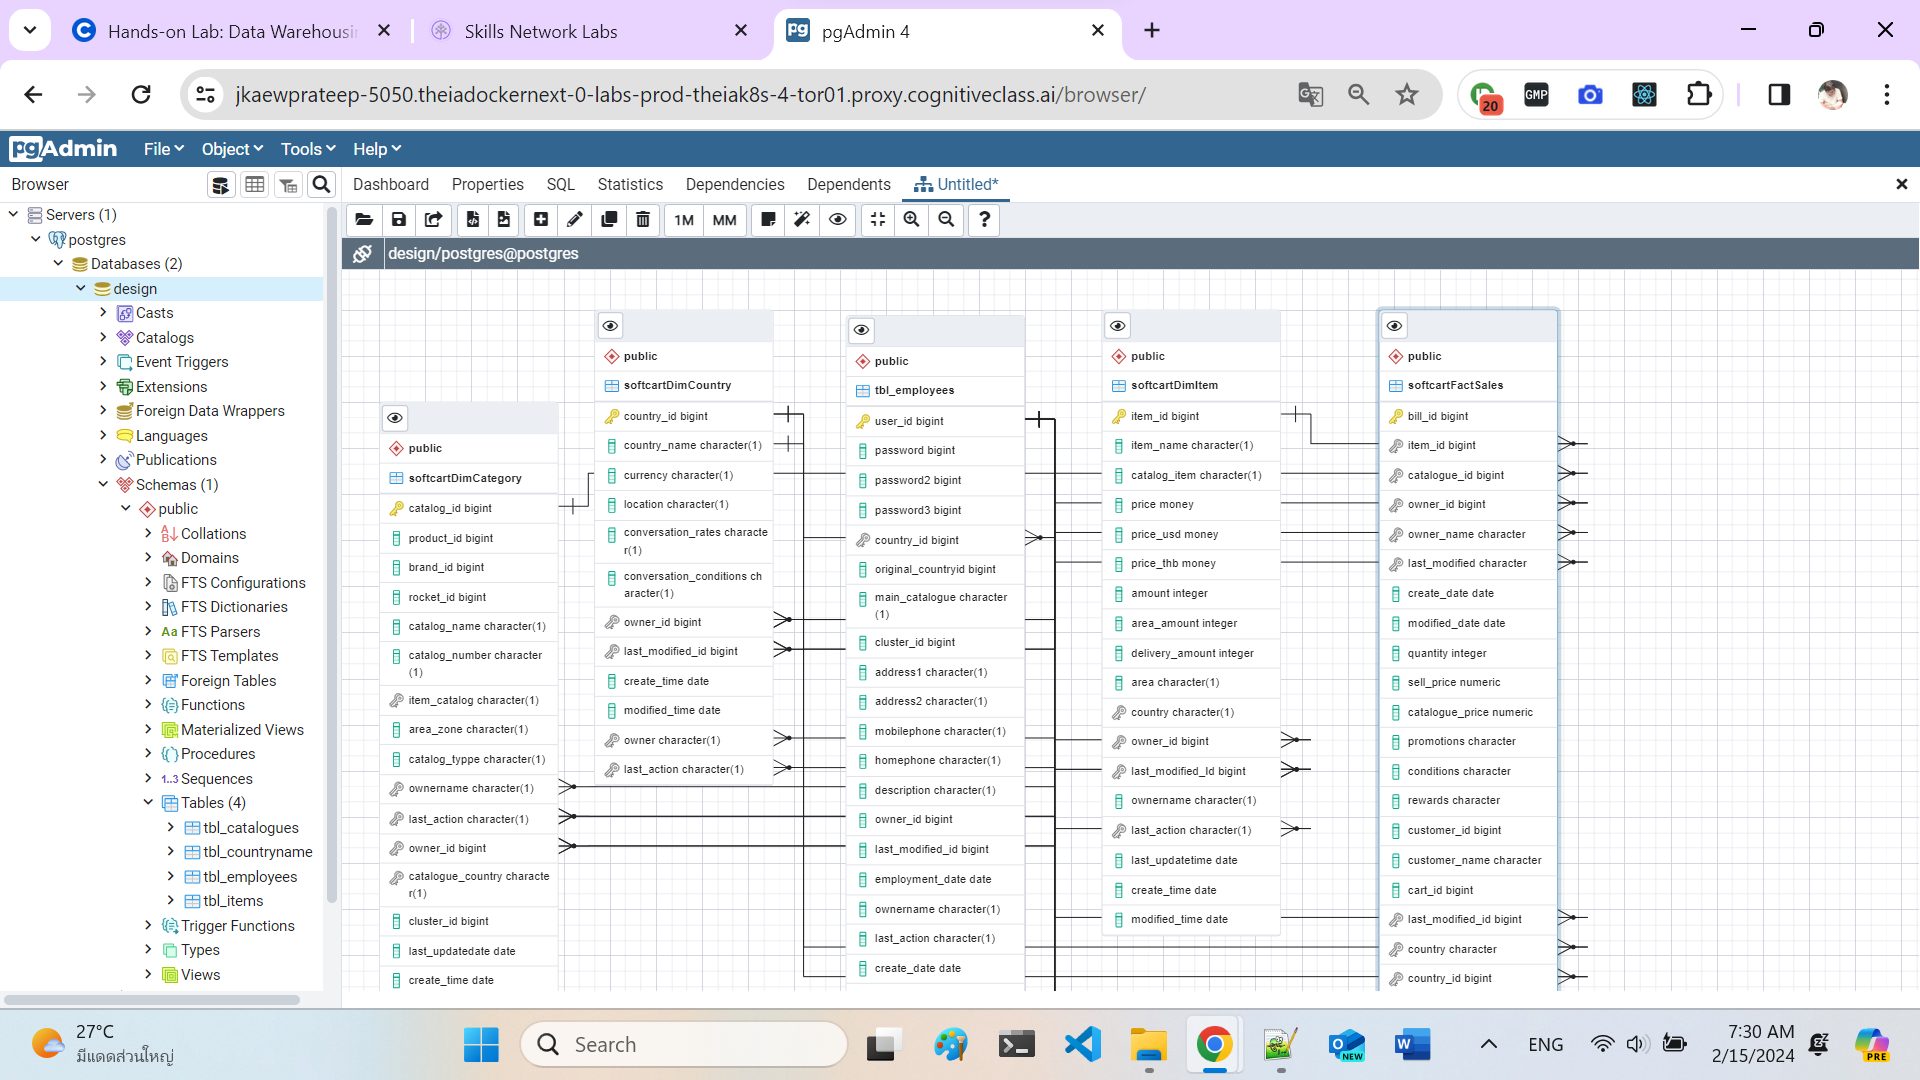 Hands-on Lab: Data Warehousin
Skills Network Labs
pgAdmin 4
jkaewprateep-5050.theiadockernext-0-labs-prod-theiak8s-4-tor01.proxy.cognitiveclass.ai/browser/
20
GMP
pgAdmin
File
Object
Tools
Help
Browser
Dashboard
Properties
SQL
Statistics
Dependencies
Dependents
Untitled*
1M
MM
?
design/postgres@postgres
Servers (1)
postgres
Databases (2)
design
Casts
Catalogs
Event Triggers
Extensions
Foreign Data Wrappers
Languages
Publications
Schemas (1)
public
Collations
Domains
FTS Configurations
FTS Dictionaries
Aa FTS Parsers
FTS Templates
Foreign Tables
Functions
Materialized Views
Procedures
1..3 Sequences
Tables (4)
tbl_catalogues
tbl_countryname
tbl_employees
tbl_items
Trigger Functions
Types
Views
public
softcartDimCategory
catalog_id bigint
product_id bigint
brand_id bigint
rocket_id bigint
catalog_name character(1)
catalog_number character
(1)
item_catalog character(1)
area_zone character(1)
catalog_typpe character(1)
ownername character(1)
last_action character(1)
owner_id bigint
catalogue_country characte
r(1)
cluster_id bigint
last_updatedate date
create_time date
public
softcartDimCountry
country_id bigint
country_name character(1)
currency character(1)
location character(1)
conversation_rates characte
r(1)
conversation_conditions ch
aracter(1)
owner_id bigint
last_modified_id bigint
create_time date
modified_time date
owner character(1)
last_action character(1)
public
tbl_employees
user_id bigint
password bigint
password2 bigint
password3 bigint
country_id bigint
original_countryid bigint
main_catalogue character
(1)
cluster_id bigint
address1 character(1)
address2 character(1)
mobilephone character(1)
homephone character(1)
description character(1)
owner_id bigint
last_modified_id bigint
employment_date date
ownername character(1)
last_action character(1)
create_date date
public
softcartDimItem
item_id bigint
item_name character(1)
catalog_item character(1)
price money
price_usd money
price_thb money
amount integer
area_amount integer
delivery_amount integer
area character(1)
country character(1)
owner_id bigint
last_modified_Id bigint
ownername character(1)
last_action character(1)
last_updatetime date
create_time date
modified_time date
public
softcartFactSales
bill_id bigint
item_id bigint
catalogue_id bigint
owner_id bigint
owner_name character
last_modified character
create_date date
modified_date date
quantity integer
sell_price numeric
catalogue_price numeric
promotions character
conditions character
rewards character
customer_id bigint
customer_name character
cart_id bigint
last_modified_id bigint
country character
country_id bigint
27°C
มีแดดส่วนใหญ่
Search
NEW
W
ENG
7:30 AM
2/15/2024
PRE